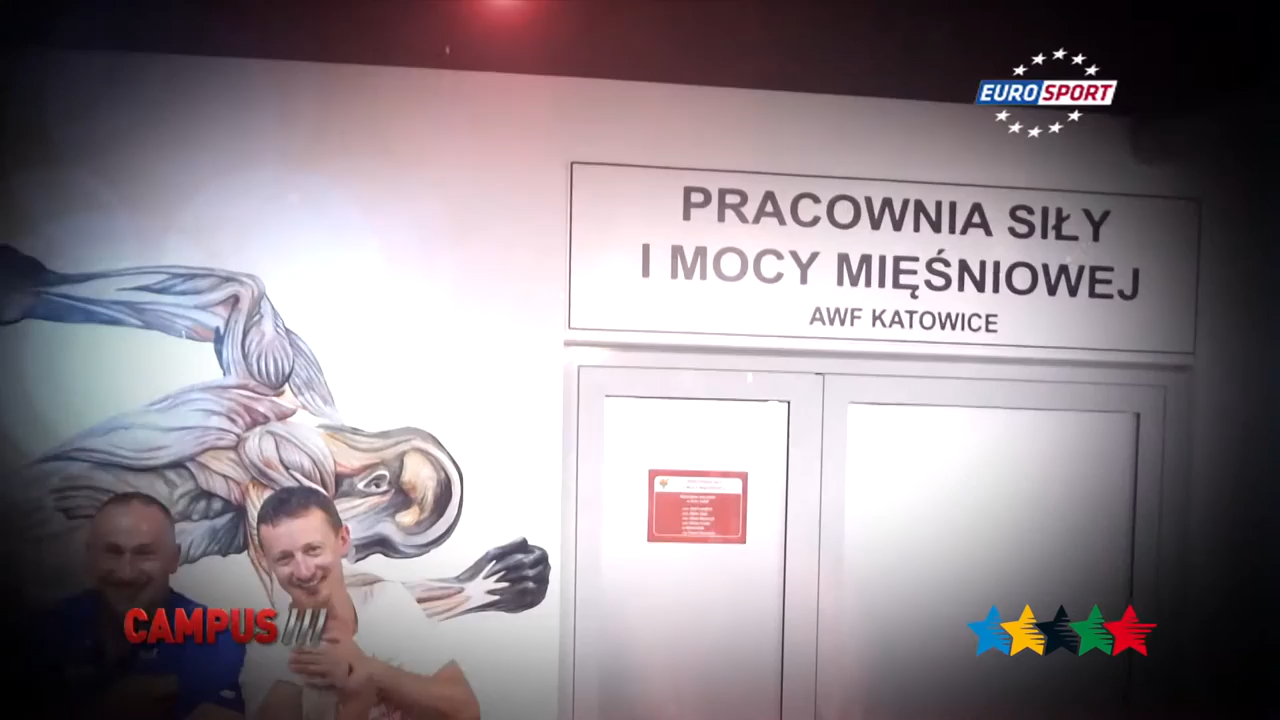 EUROSPORT
PRACOWNIA SIŁY
I MOCY MIĘŚNIOWEJ
AWF KATOWICE
CAMPUS